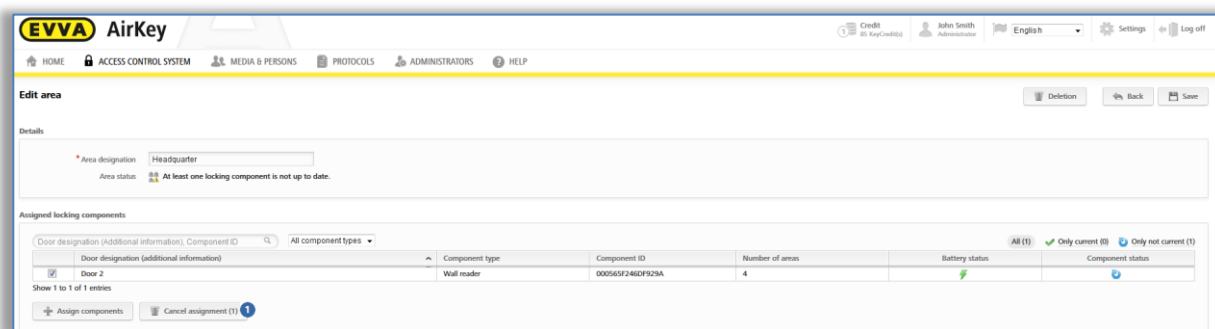 EVVA AirKey
Credit
85 KeyCredit(s)
John Smith
Administrator
English
Settings
Log off
HOME ACCESS CONTROL SYSTEM MEDIA & PERSONS PROTOCOLS ADMINISTRATORS HELP
Edit area
Deletion Back Save
Details
* Area designation Headquarter
Area status At least one locking component is not up to date.
Assigned locking components
Door designation (Additional information), Component ID All component types All (1) Only current (0) Only not current (1)
Door designation (additional information) Component type Component ID Number of areas Battery status Component status
Door 2 Wall reader 000565F246DF929A 4
Show 1 to 1 of 1 entries
Assign components Cancel assignment (1) 1